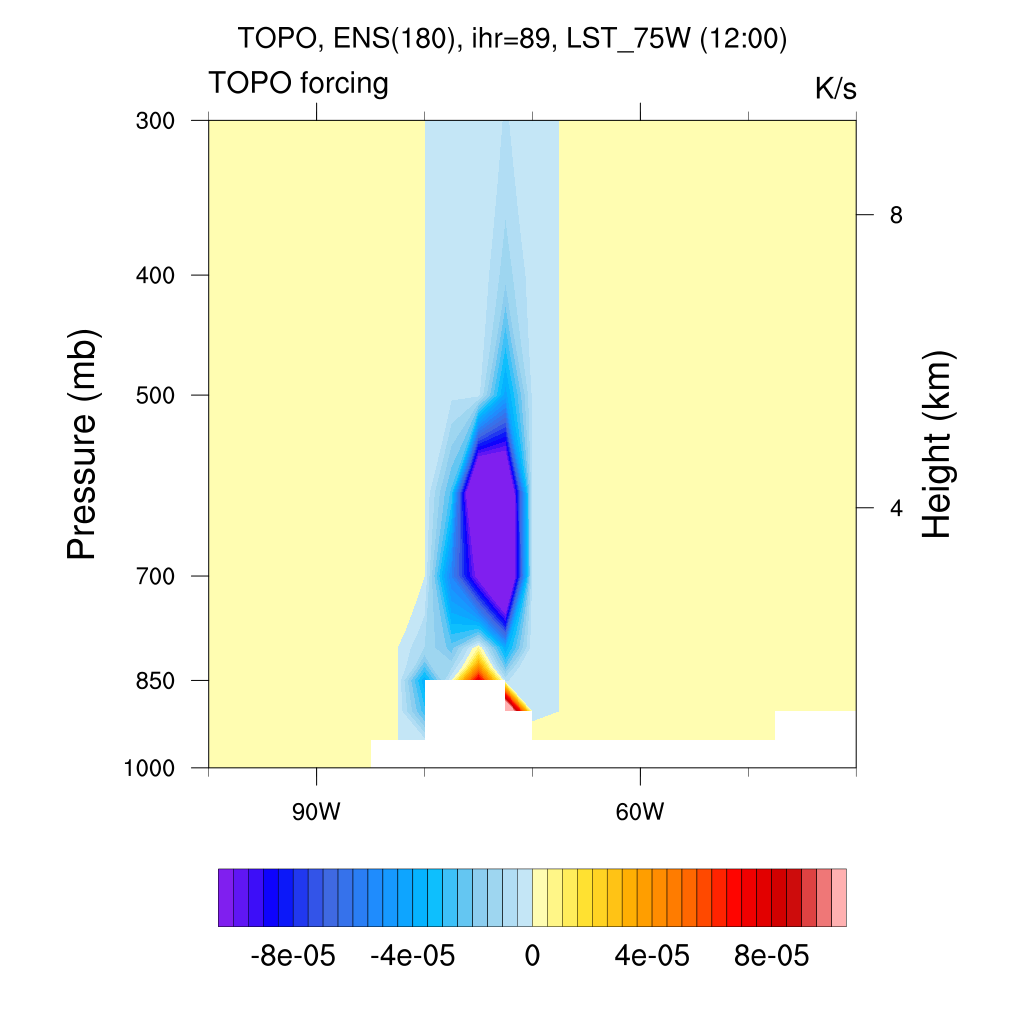 TOPO, ENS(180), ihr=89, LST_75W (12:00)
TOPO forcing
K/s
300
400
500
700
850
1000
Pressure (mb)
8
4
Height (km)
90W
60W
-8e-05
-4e-05
0
4e-05
8e-05